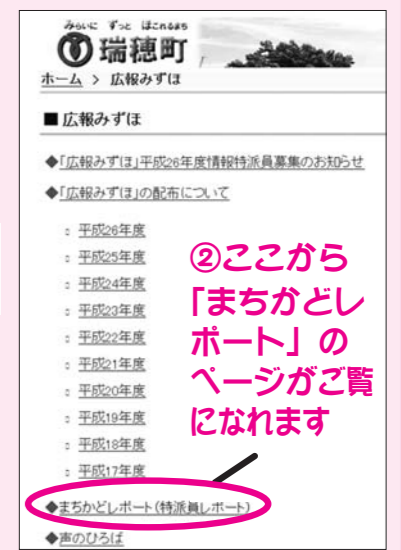 みらいに ずっと ほこれるまち
瑞穂町
ホーム > 広報みずほ
■広報みずほ
◆「広報みずほ」平成26年度情報特派員募集のお知らせ
◆「広報みずほ」の配布について
平成26年度
平成25年度
平成24年度
平成23年度
平成22年度
平成21年度
平成20年度
平成19年度
平成18年度
平成17年度
②ここから
「まちかどレ
ポート」の
ページがご覧
になれます
◆まちかどレポート(特派員レポート)
◆声のひろば